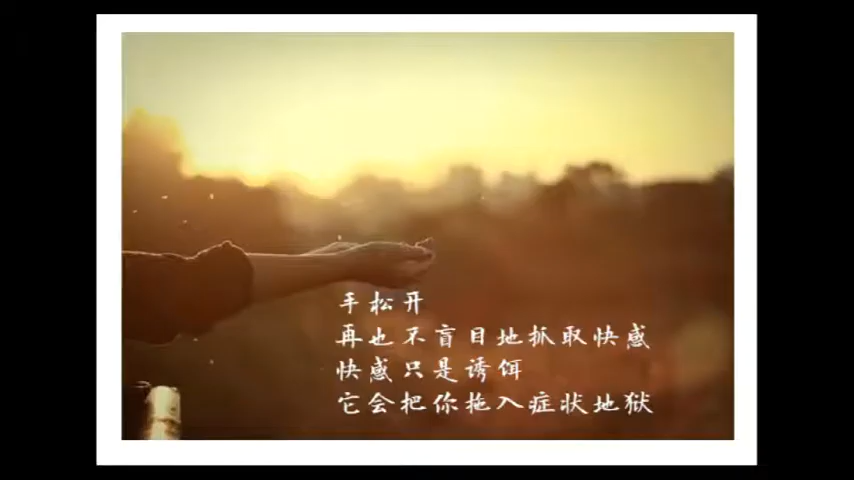 手松开
再也不盲目地抓取快感
快感只是诱饵
它会把你拖入症状地狱